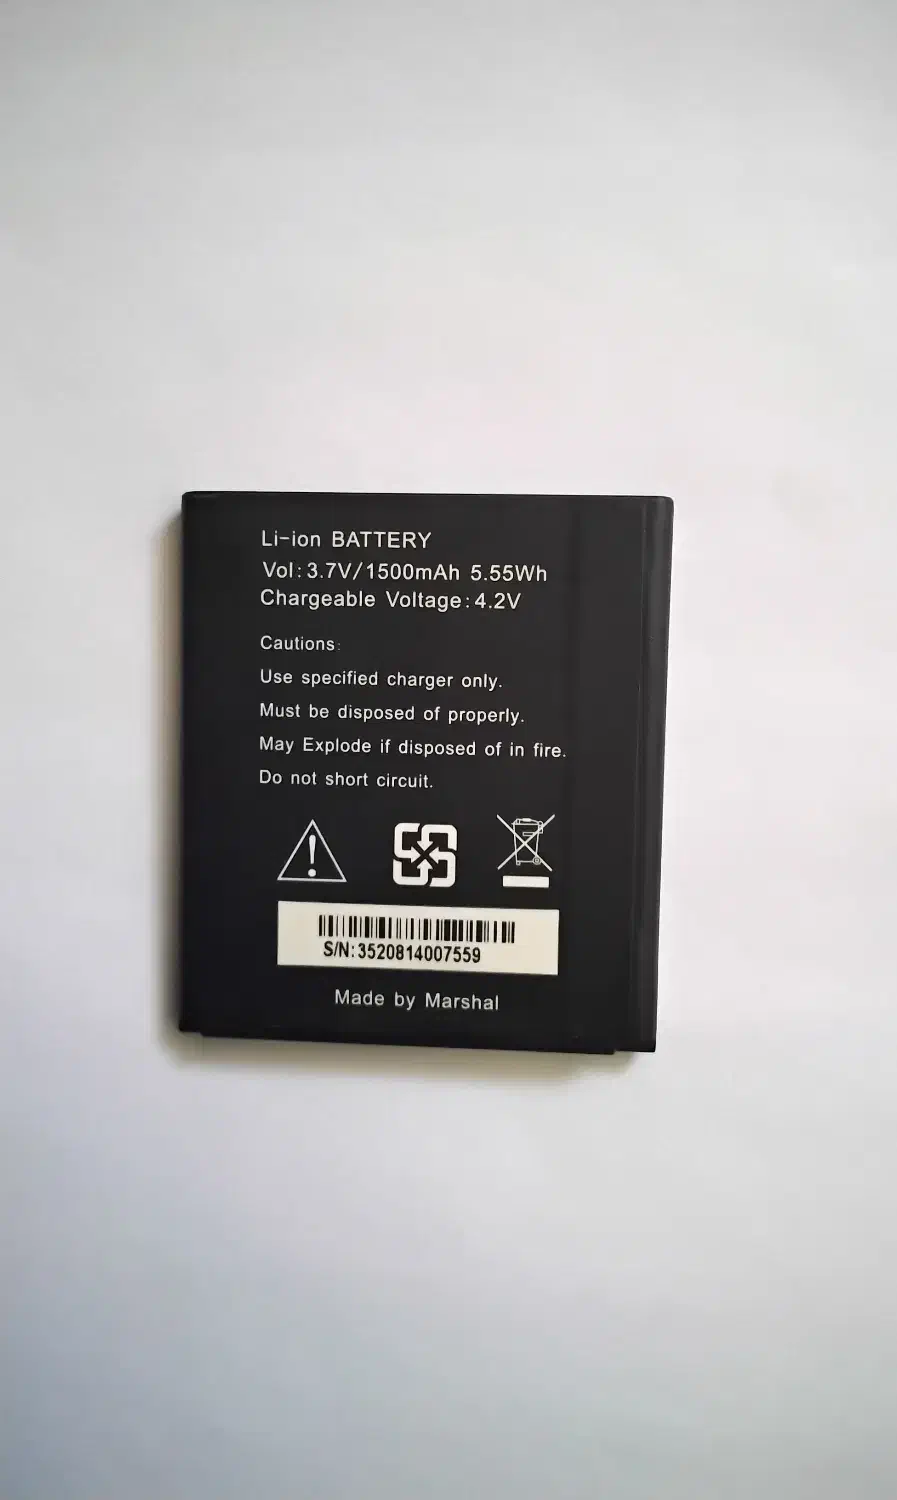 Li-ion BATTERY
Vol: 3.7V/1500mAh 5.55Wh
Chargeable Voltage: 4.2V
Cautions:
Use specified charger only.
Must be disposed of properly.
May Explode if disposed of in fire.
Do not short circuit.
S/N: 3520814007559
Made by Marshal